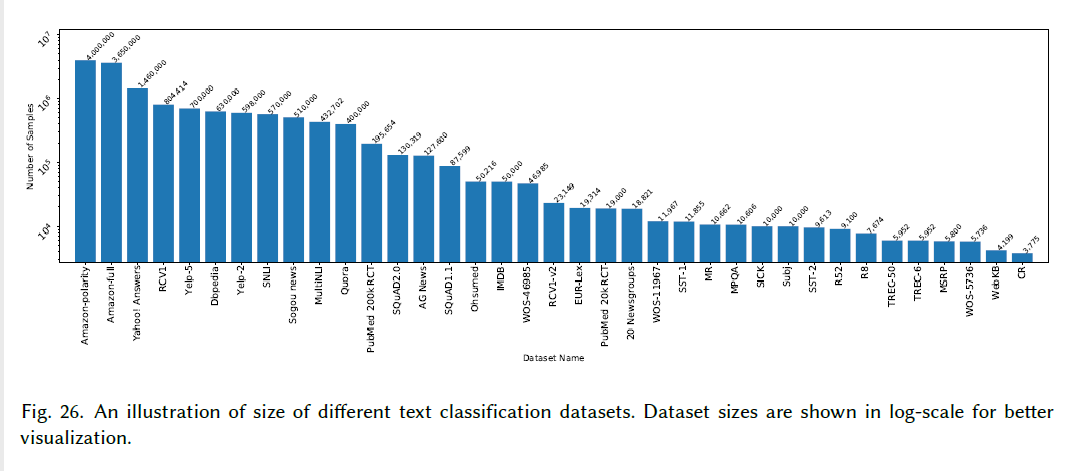 10⁷
10⁶
10⁵
10⁴
Number of Samples
4,000,000
3,650,000
1,460,000
804,414
700,000
630,000
598,000
570,000
510,000
432,702
400,000
195,654
130,319
127,600
87,599
50,216
50,000
46,985
23,149
19,314
19,000
18,821
11,967
11,855
10,662
10,606
10,000
10,000
9,613
9,100
7,674
5,952
5,952
5,800
5,736
4,199
3,775
Amazon-polarity
Amazon-full
Yahoo! Answers
RCV1
Yelp-5
Dbpedia
Yelp-2
SNLI
Sogou news
MultiNLI
Quora
PubMed 200k RCT
SQuAD2.0
AG News
SQuAD1.1
Ohsumed
IMDB
WOS-46985
RCV1-v2
EUR-Lex
PubMed 20k RCT
20 Newsgroups
WOS-11967
SST-1
MR
MPQA
SICK
Subj
SST-2
R52
R8
TREC-50
TREC-6
MSRP
WOS-5736
WebKB
CR
Dataset Name
Fig. 26. An illustration of size of different text classification datasets. Dataset sizes are shown in log-scale for better
visualization.